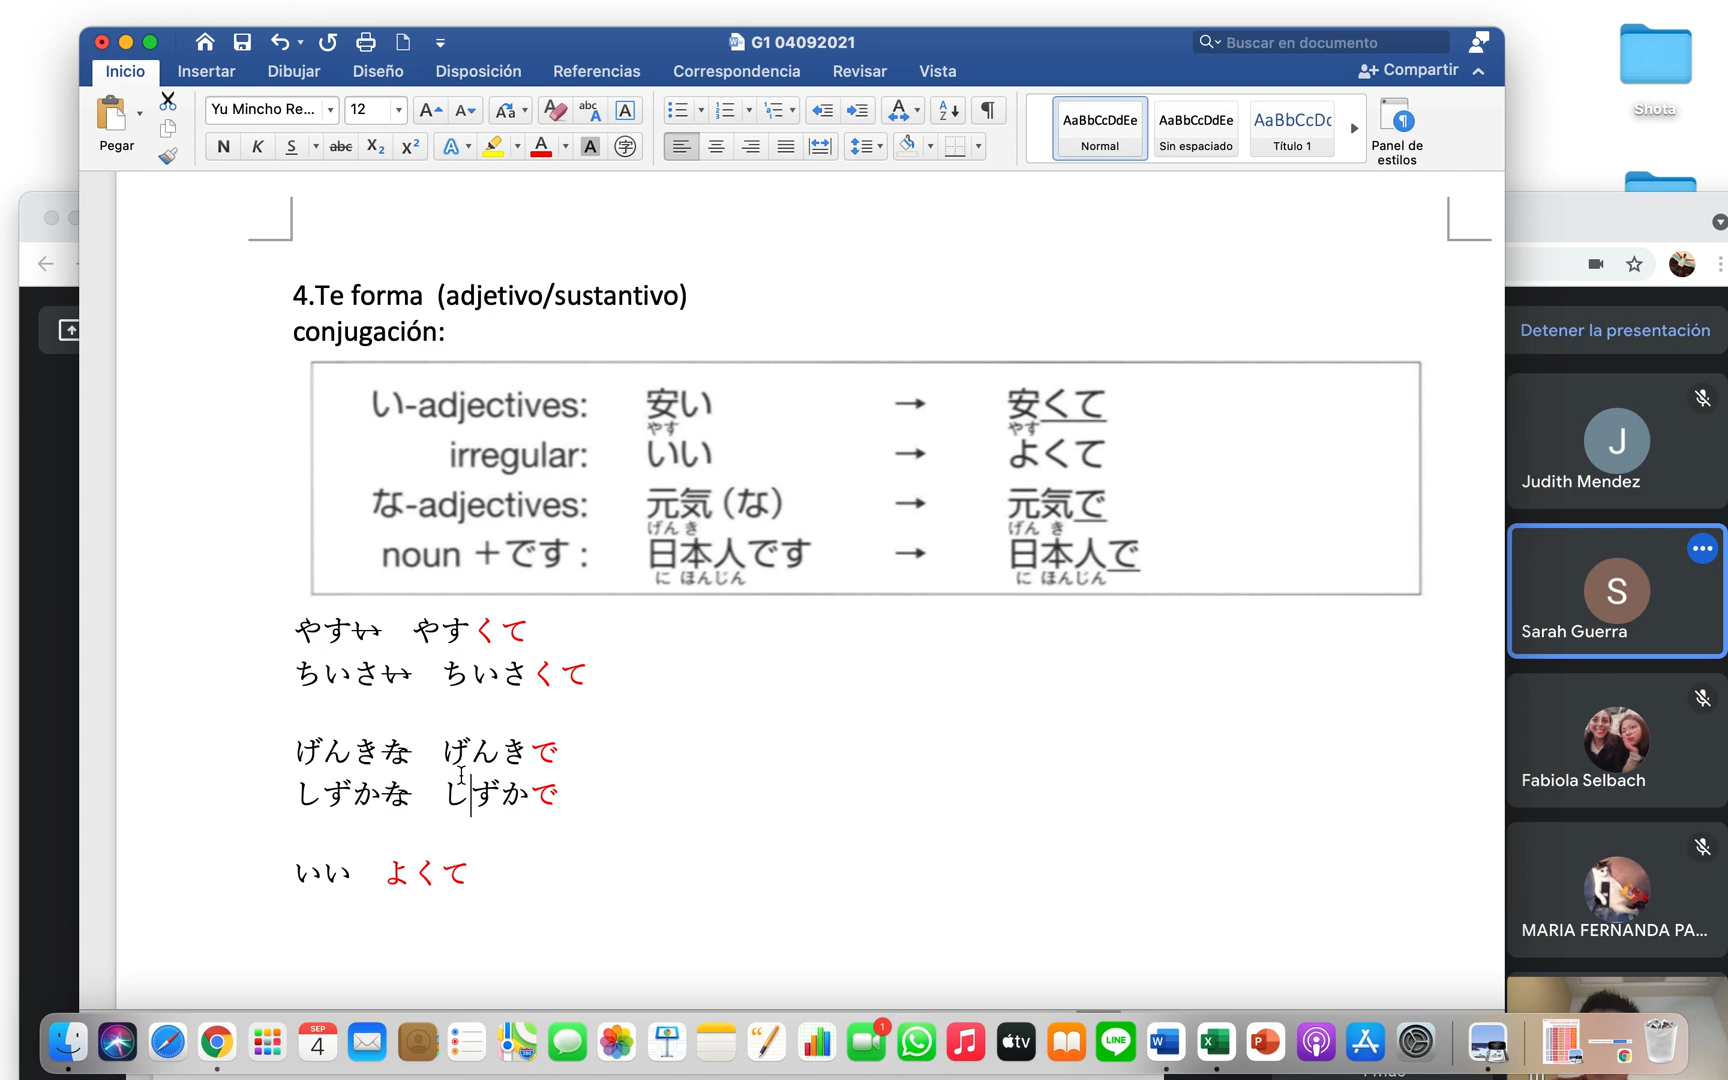 G1 04092021
Buscar en documento
Inicio Insertar Dibujar Diseño Disposición Referencias Correspondencia Revisar Vista Compartir
Pegar
Yu Mincho Re... 12
N K S abc X₂ X²
AaBbCcDdEe AaBbCcDdEe AaBbCcDc
Normal Sin espaciado Título 1
Panel de estilos
Shota
4.Te forma (adjetivo/sustantivo)
conjugación:
い-adjectives: 安い → 安くて
やす やす
irregular: いい → よくて
な-adjectives: 元気(な) → 元気で
げん き げん き
noun +です: 日本人です → 日本人で
に ほんじん に ほんじん
やすい やすくて
ちいさい ちいさくて
げんきな げんきで
しずかな しずかで
いい よくて
Detener la presentación
J
Judith Mendez
S
Sarah Guerra
Fabiola Selbach
MARIA FERNANDA PA...
SEP
4
1
tv
LINE